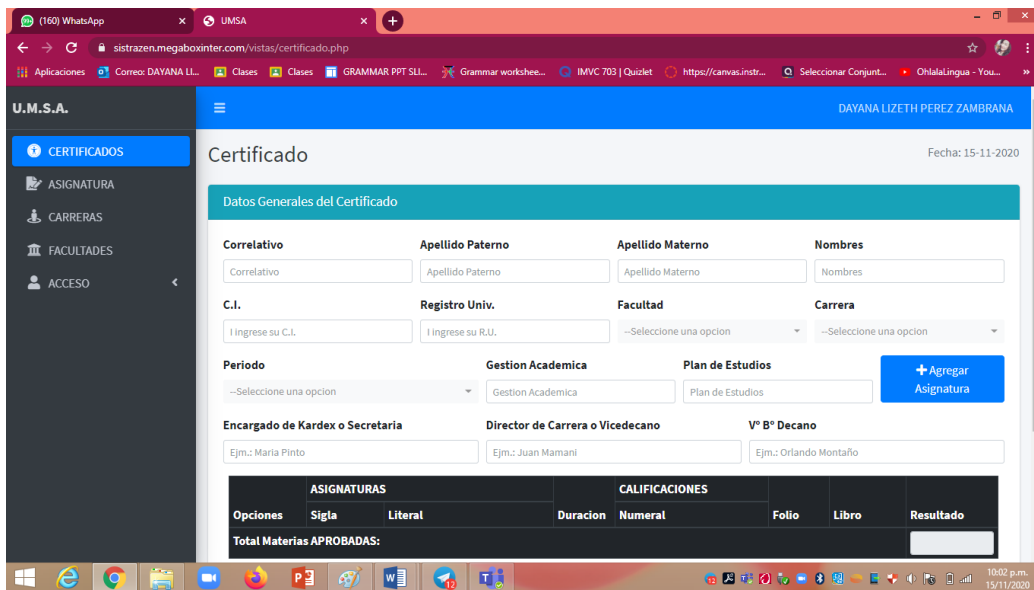 (160) WhatsApp
UMSA
sistrazen.megaboxinter.com/vistas/certificado.php
Aplicaciones Correo: DAYANA LI... Clases Clases GRAMMAR PPT SLI... Grammar workshee... IMVC 703 | Quizlet https://canvas.instr... Seleccionar Conjunt... OhlalaLingua - You... »
U.M.S.A.
DAYANA LIZETH PEREZ ZAMBRANA
CERTIFICADOS
ASIGNATURA
CARRERAS
FACULTADES
ACCESO
Certificado
Fecha: 15-11-2020
Datos Generales del Certificado
Correlativo Apellido Paterno Apellido Materno Nombres
Correlativo Apellido Paterno Apellido Materno Nombres
C.I. Registro Univ. Facultad Carrera
I ingrese su C.I. I ingrese su R.U. --Seleccione una opcion --Seleccione una opcion
Periodo Gestion Academica Plan de Estudios
--Seleccione una opcion Gestion Academica Plan de Estudios
Agregar
Asignatura
Encargado de Kardex o Secretaria Director de Carrera o Vicedecano Vº Bº Decano
Ejm.: Maria Pinto Ejm.: Juan Mamani Ejm.: Orlando Montaño
ASIGNATURAS CALIFICACIONES
Opciones Sigla Literal Duracion Numeral Folio Libro Resultado
Total Materias APROBADAS:
10:02 p.m.
15/11/2020